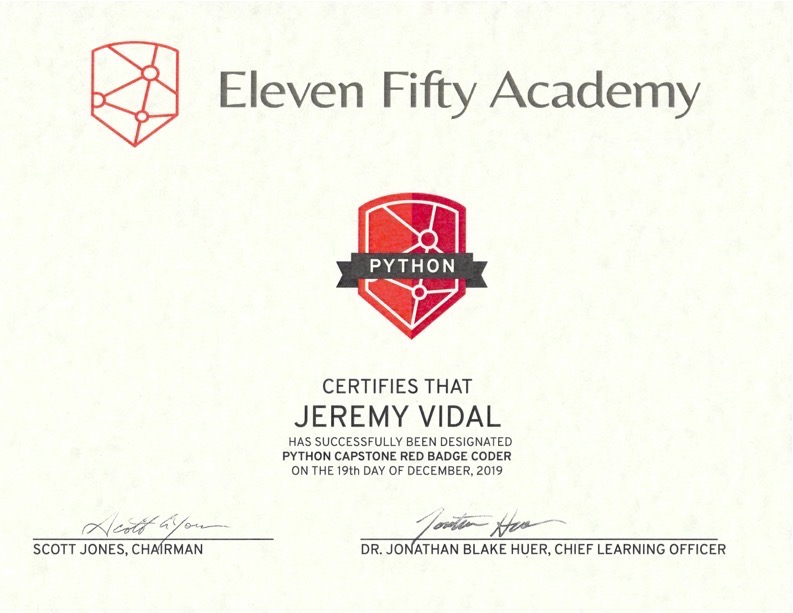 Eleven Fifty Academy
PYTHON
CERTIFIES THAT
JEREMY VIDAL
HAS SUCCESSFULLY BEEN DESIGNATED
PYTHON CAPSTONE RED BADGE CODER
ON THE 19th DAY OF DECEMBER, 2019
SCOTT JONES, CHAIRMAN
DR. JONATHAN BLAKE HUER, CHIEF LEARNING OFFICER